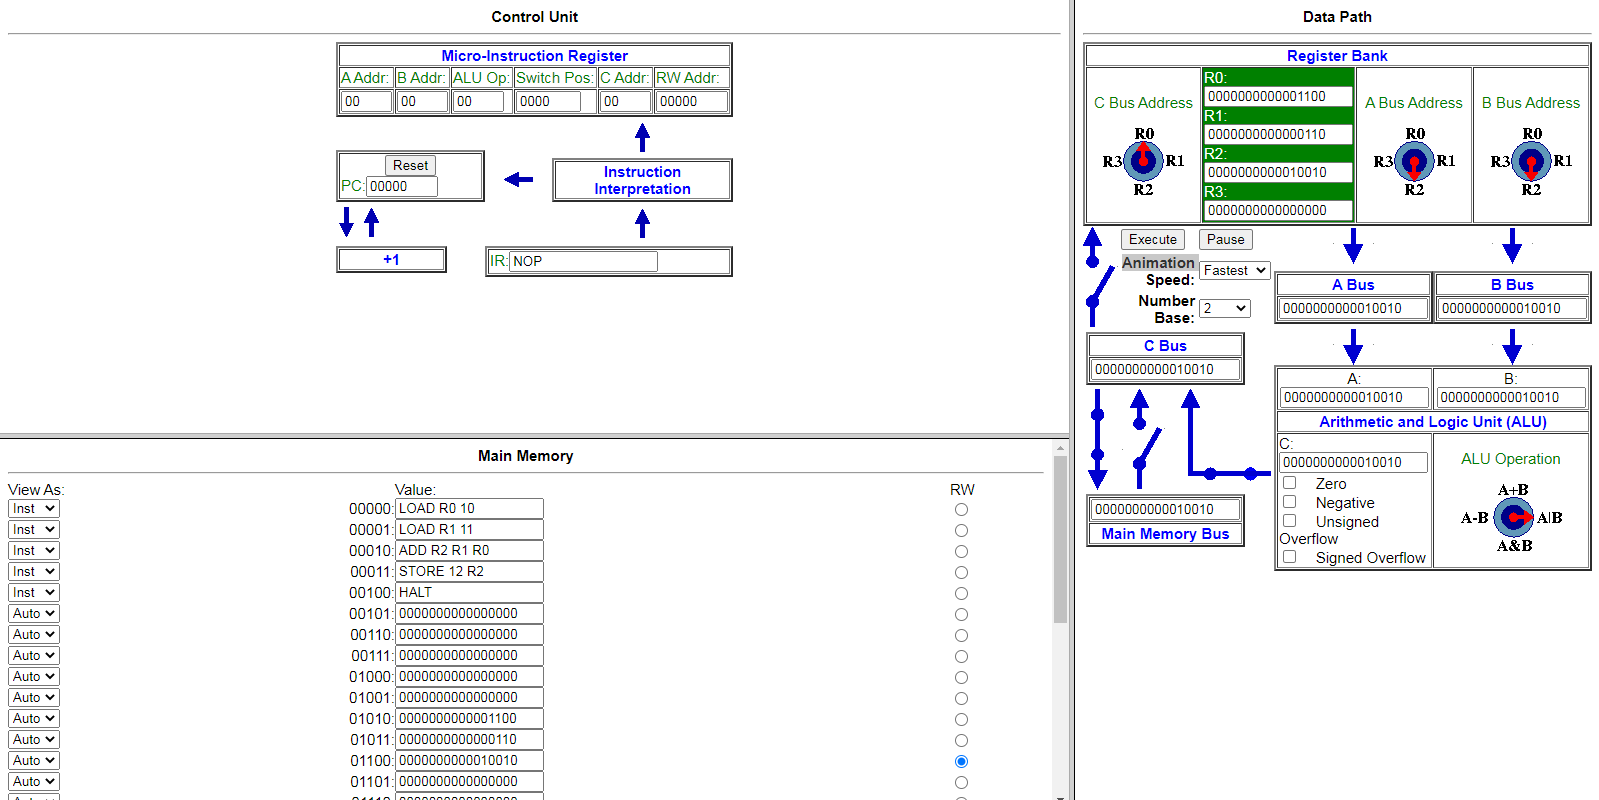 Control Unit
Micro-Instruction Register
A Addr: B Addr: ALU Op: Switch Pos: C Addr: RW Addr:
00 00 00 0000 00 00000
Reset
PC: 00000
Instruction
Interpretation
+1
IR: NOP
Main Memory
View As: Value: RW
Inst 00000: LOAD R0 10
Inst 00001: LOAD R1 11
Inst 00010: ADD R2 R1 R0
Inst 00011: STORE 12 R2
Inst 00100: HALT
Auto 00101: 0000000000000000
Auto 00110: 0000000000000000
Auto 00111: 0000000000000000
Auto 01000: 0000000000000000
Auto 01001: 0000000000000000
Auto 01010: 0000000000001100
Auto 01011: 0000000000000110
Auto 01100: 0000000000010010
Auto 01101: 0000000000000000
Data Path
Register Bank
C Bus Address
R0
R3 R1
R2
R0:
0000000000001100
R1:
0000000000000110
R2:
0000000000010010
R3:
0000000000000000
A Bus Address
R0
R3 R1
R2
B Bus Address
R0
R3 R1
R2
Execute Pause
Animation
Speed: Fastest
Number
Base: 2
A Bus
0000000000010010
B Bus
0000000000010010
C Bus
0000000000010010
A:
0000000000010010
B:
0000000000010010
Arithmetic and Logic Unit (ALU)
C:
0000000000010010
Zero
Negative
Unsigned
Overflow
Signed Overflow
ALU Operation
A+B
A-B A|B
A&B
0000000000010010
Main Memory Bus